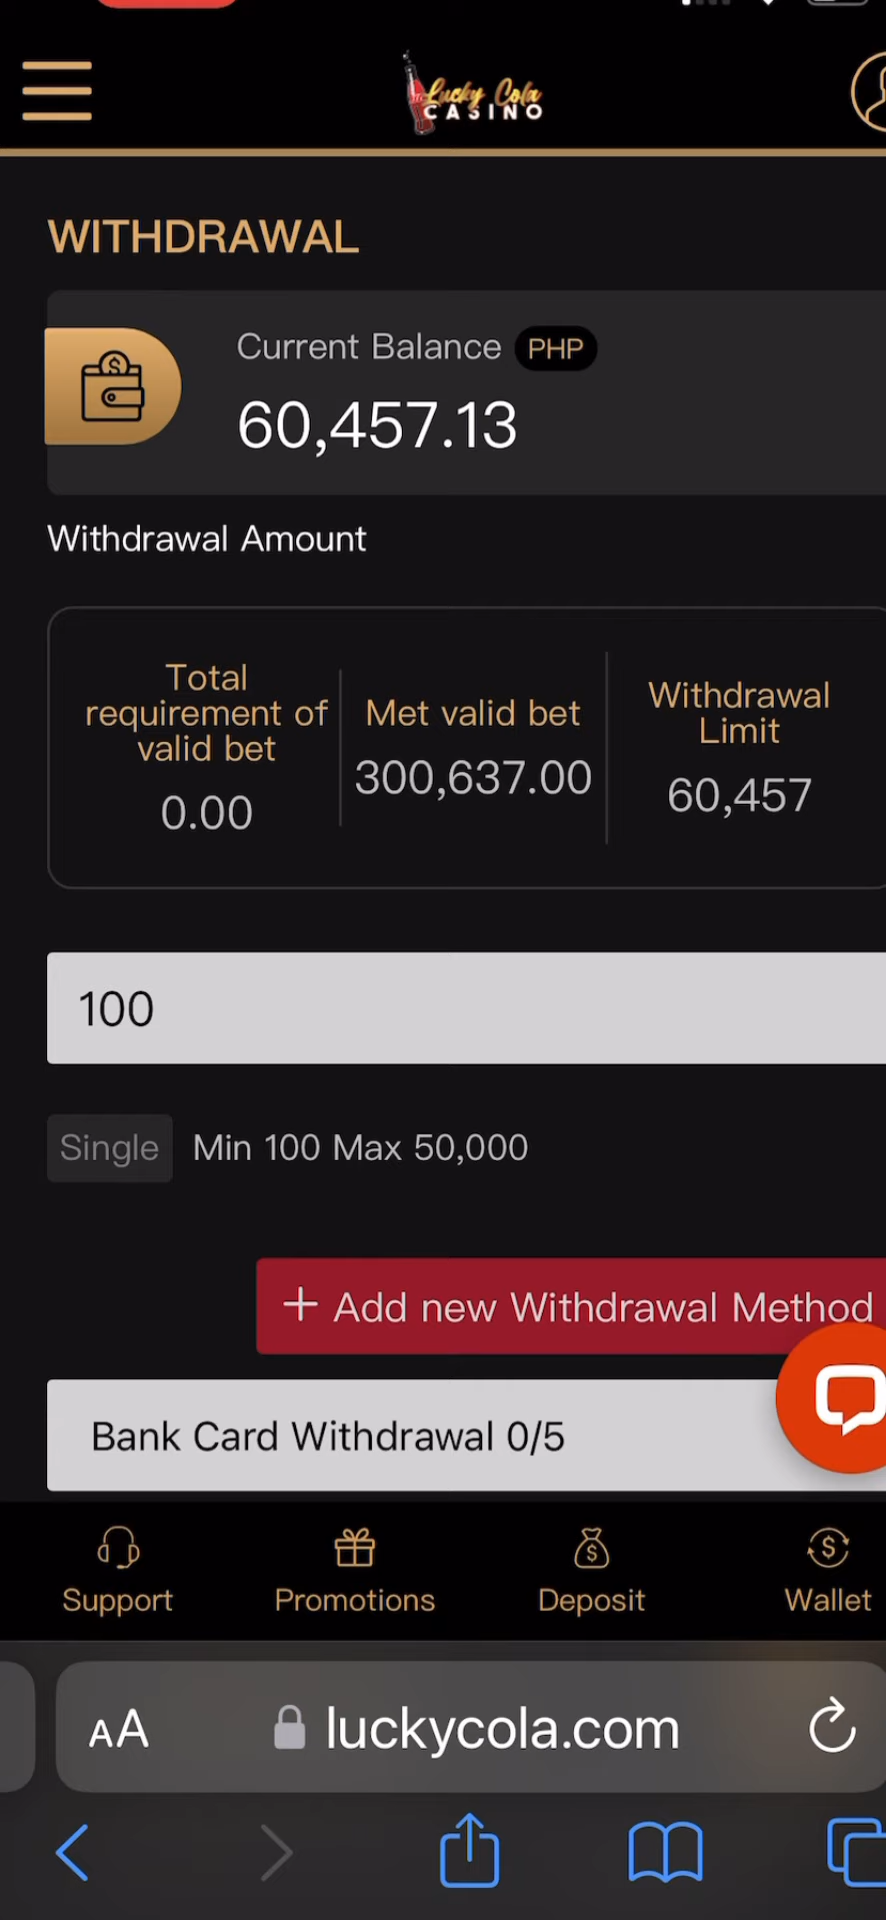 Lucky Cola
CASINO
WITHDRAWAL
Current Balance PHP
60,457.13
Withdrawal Amount
Total
requirement of
valid bet
0.00
Met valid bet
300,637.00
Withdrawal
Limit
60,457
100
Single Min 100 Max 50,000
+ Add new Withdrawal Method
Bank Card Withdrawal 0/5
Support Promotions Deposit Wallet
AA luckycola.com